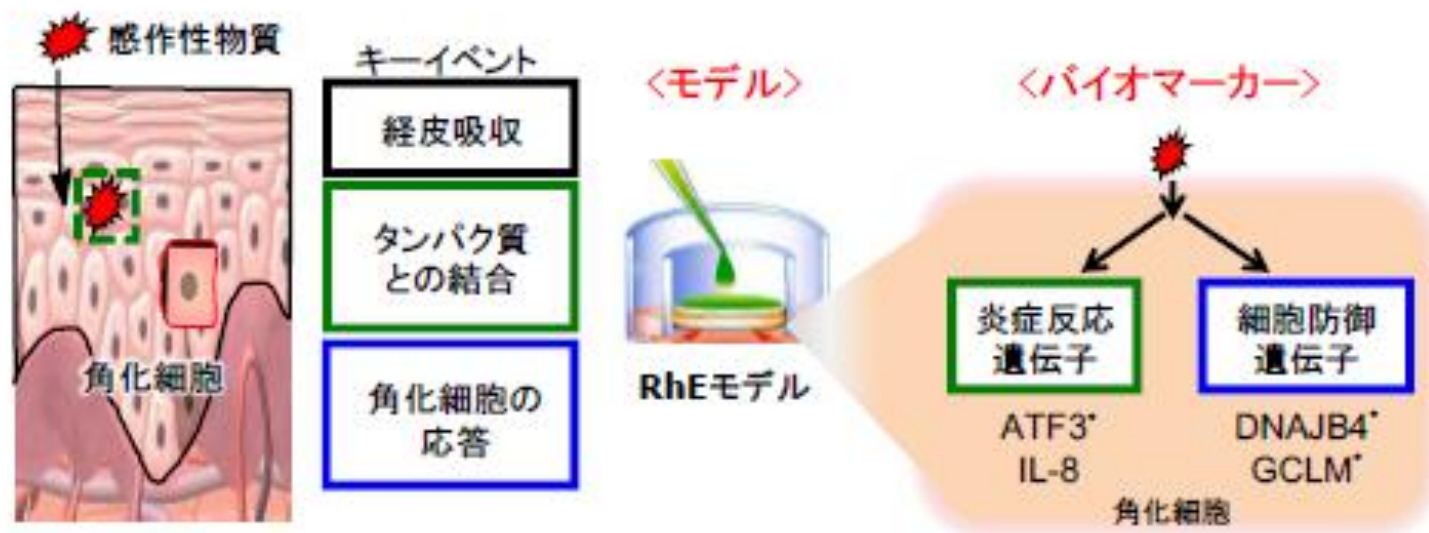 感作性物質
角化細胞
キーイベント
経皮吸収
タンパク質
との結合
角化細胞の
応答
<モデル>
RhEモデル
<バイオマーカー>
炎症反応
遺伝子
ATF3*
IL-8
細胞防御
遺伝子
DNAJB4*
GCLM*
角化細胞